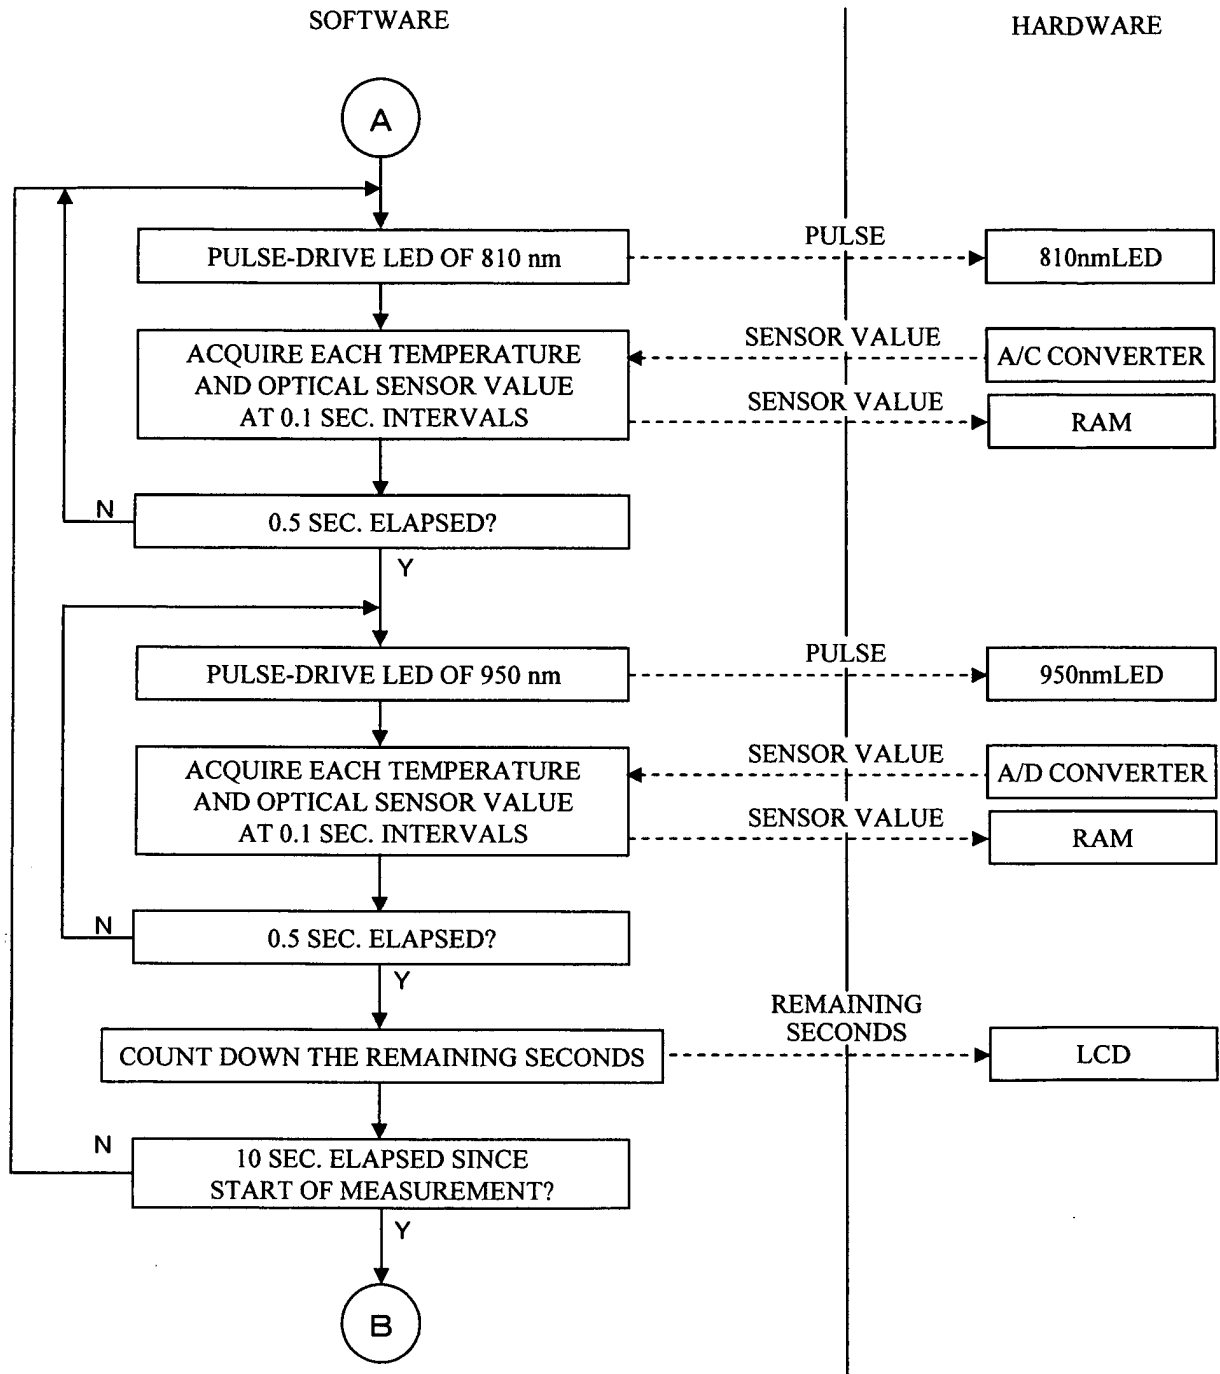 SOFTWARE
HARDWARE
A
PULSE-DRIVE LED OF 810 nm
PULSE
810nmLED
ACQUIRE EACH TEMPERATURE
AND OPTICAL SENSOR VALUE
AT 0.1 SEC. INTERVALS
SENSOR VALUE
A/C CONVERTER
SENSOR VALUE
RAM
N
0.5 SEC. ELAPSED?
Y
PULSE-DRIVE LED OF 950 nm
PULSE
950nmLED
ACQUIRE EACH TEMPERATURE
AND OPTICAL SENSOR VALUE
AT 0.1 SEC. INTERVALS
SENSOR VALUE
A/D CONVERTER
SENSOR VALUE
RAM
N
0.5 SEC. ELAPSED?
Y
COUNT DOWN THE REMAINING SECONDS
REMAINING
SECONDS
LCD
N
10 SEC. ELAPSED SINCE
START OF MEASUREMENT?
Y
B